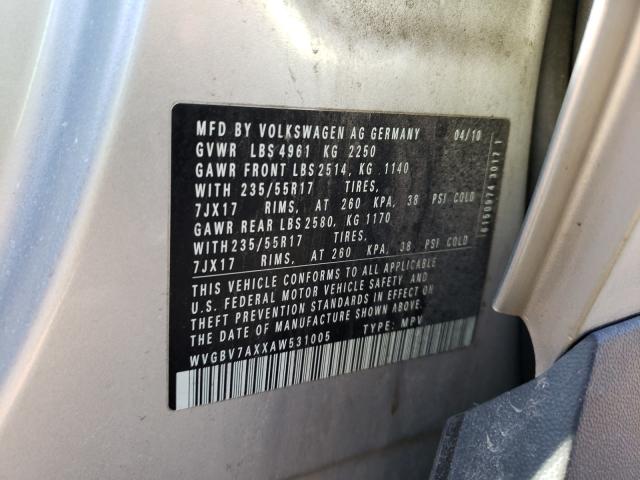 MFD BY VOLKSWAGEN AG GERMANY 04/10
GVWR LBS 4961 KG 2250
GAWR FRONT LBS 2514, KG 1140
WITH 235/55R17 TIRES,
7JX17 RIMS, AT 260 KPA, 38 PSI COLD
GAWR REAR LBS 2580, KG 1170
WITH 235/55R17 TIRES,
7JX17 RIMS, AT 260 KPA, 38 PSI COLD
THIS VEHICLE CONFORMS TO ALL APPLICABLE
U.S. FEDERAL MOTOR VEHICLE SAFETY AND
THEFT PREVENTION STANDARDS IN EFFECT ON
THE DATE OF MANUFACTURE SHOWN ABOVE.
WVGBV7AXXAW531005 TYPE: MPV